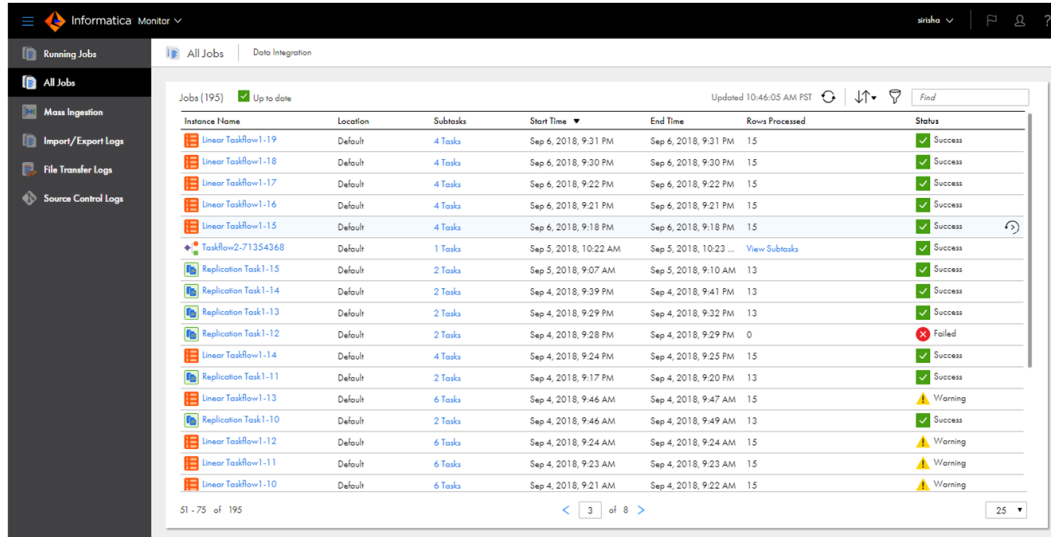 Informatica Monitor
sirisha
?
Running Jobs
All Jobs
Mass Ingestion
Import/Export Logs
File Transfer Logs
Source Control Logs
All Jobs Data Integration
Jobs (195) Up to date Updated 10:46:05 AM PST Find
Instance Name Location Subtasks Start Time ▼ End Time Rows Processed Status
Linear Taskflow1-19 Default 4 Tasks Sep 6, 2018, 9:31 PM Sep 6, 2018, 9:31 PM 15 Success
Linear Taskflow1-18 Default 4 Tasks Sep 6, 2018, 9:30 PM Sep 6, 2018, 9:30 PM 15 Success
Linear Taskflow1-17 Default 4 Tasks Sep 6, 2018, 9:22 PM Sep 6, 2018, 9:22 PM 15 Success
Linear Taskflow1-16 Default 4 Tasks Sep 6, 2018, 9:21 PM Sep 6, 2018, 9:21 PM 15 Success
Linear Taskflow1-15 Default 4 Tasks Sep 6, 2018, 9:18 PM Sep 6, 2018, 9:18 PM 15 Success
Taskflow2-71354368 Default 1 Tasks Sep 5, 2018, 10:22 AM Sep 5, 2018, 10:23 ... View Subtasks Success
Replication Task1-15 Default 2 Tasks Sep 5, 2018, 9:07 AM Sep 5, 2018, 9:10 AM 13 Success
Replication Task1-14 Default 2 Tasks Sep 4, 2018, 9:39 PM Sep 4, 2018, 9:41 PM 13 Success
Replication Task1-13 Default 2 Tasks Sep 4, 2018, 9:29 PM Sep 4, 2018, 9:32 PM 13 Success
Replication Task1-12 Default 2 Tasks Sep 4, 2018, 9:28 PM Sep 4, 2018, 9:29 PM 0 Failed
Linear Taskflow1-14 Default 4 Tasks Sep 4, 2018, 9:24 PM Sep 4, 2018, 9:25 PM 15 Success
Replication Task1-11 Default 2 Tasks Sep 4, 2018, 9:17 PM Sep 4, 2018, 9:20 PM 13 Success
Linear Taskflow1-13 Default 6 Tasks Sep 4, 2018, 9:46 AM Sep 4, 2018, 9:47 AM 15 Warning
Replication Task1-10 Default 2 Tasks Sep 4, 2018, 9:46 AM Sep 4, 2018, 9:49 AM 13 Success
Linear Taskflow1-12 Default 6 Tasks Sep 4, 2018, 9:24 AM Sep 4, 2018, 9:24 AM 15 Warning
Linear Taskflow1-11 Default 6 Tasks Sep 4, 2018, 9:23 AM Sep 4, 2018, 9:23 AM 15 Warning
Linear Taskflow1-10 Default 6 Tasks Sep 4, 2018, 9:21 AM Sep 4, 2018, 9:22 AM 15 Warning
51 - 75 of 195 < 3 of 8 > 25